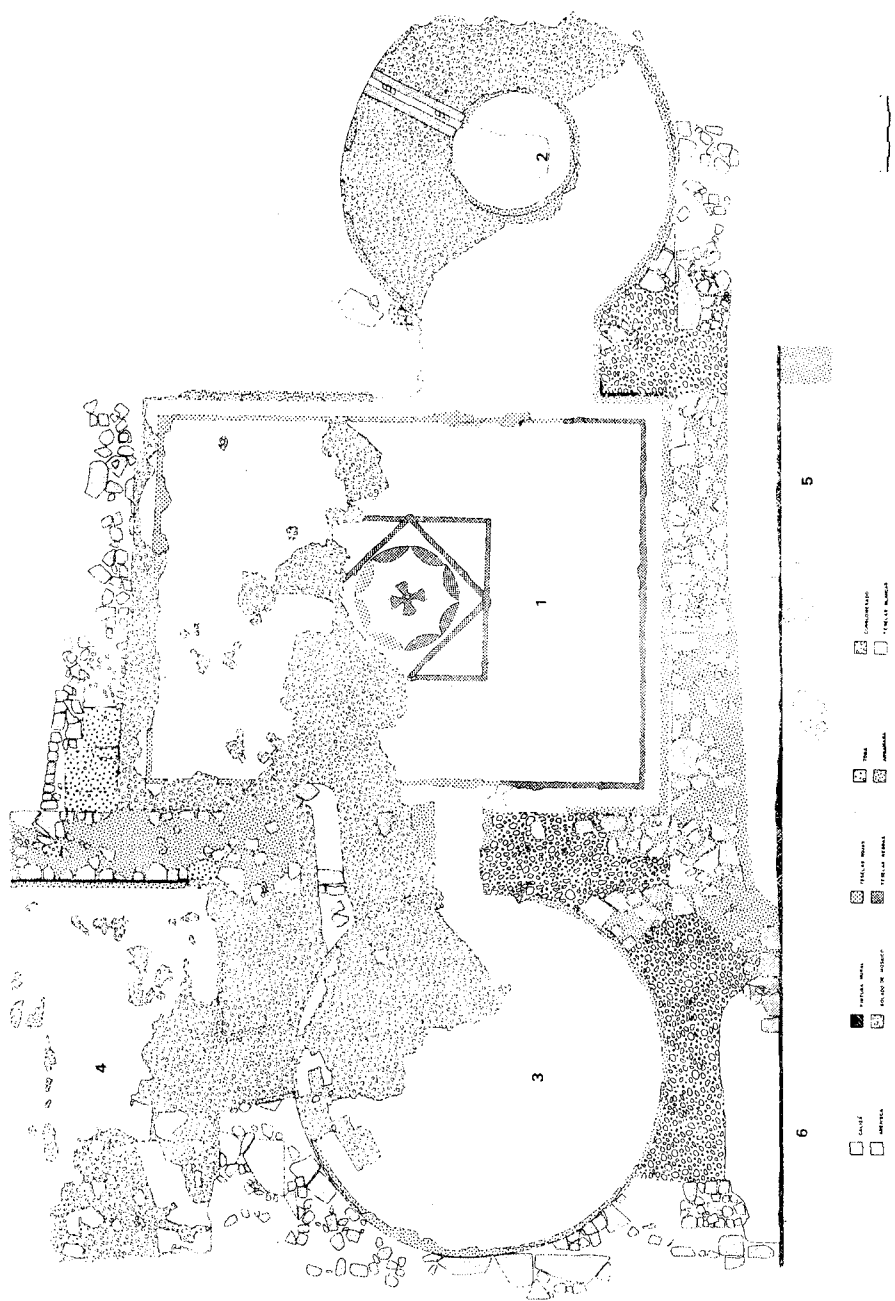 1
2
3
4
5
6
CALIZA
ARENISCA
PINTURA MURAL
SOLADO DE MOSAICO
TESELAS ROJAS
TESELAS NEGRAS
TOBA
ARGAMASA
CONGLOMERADO
TESELAS BLANCAS